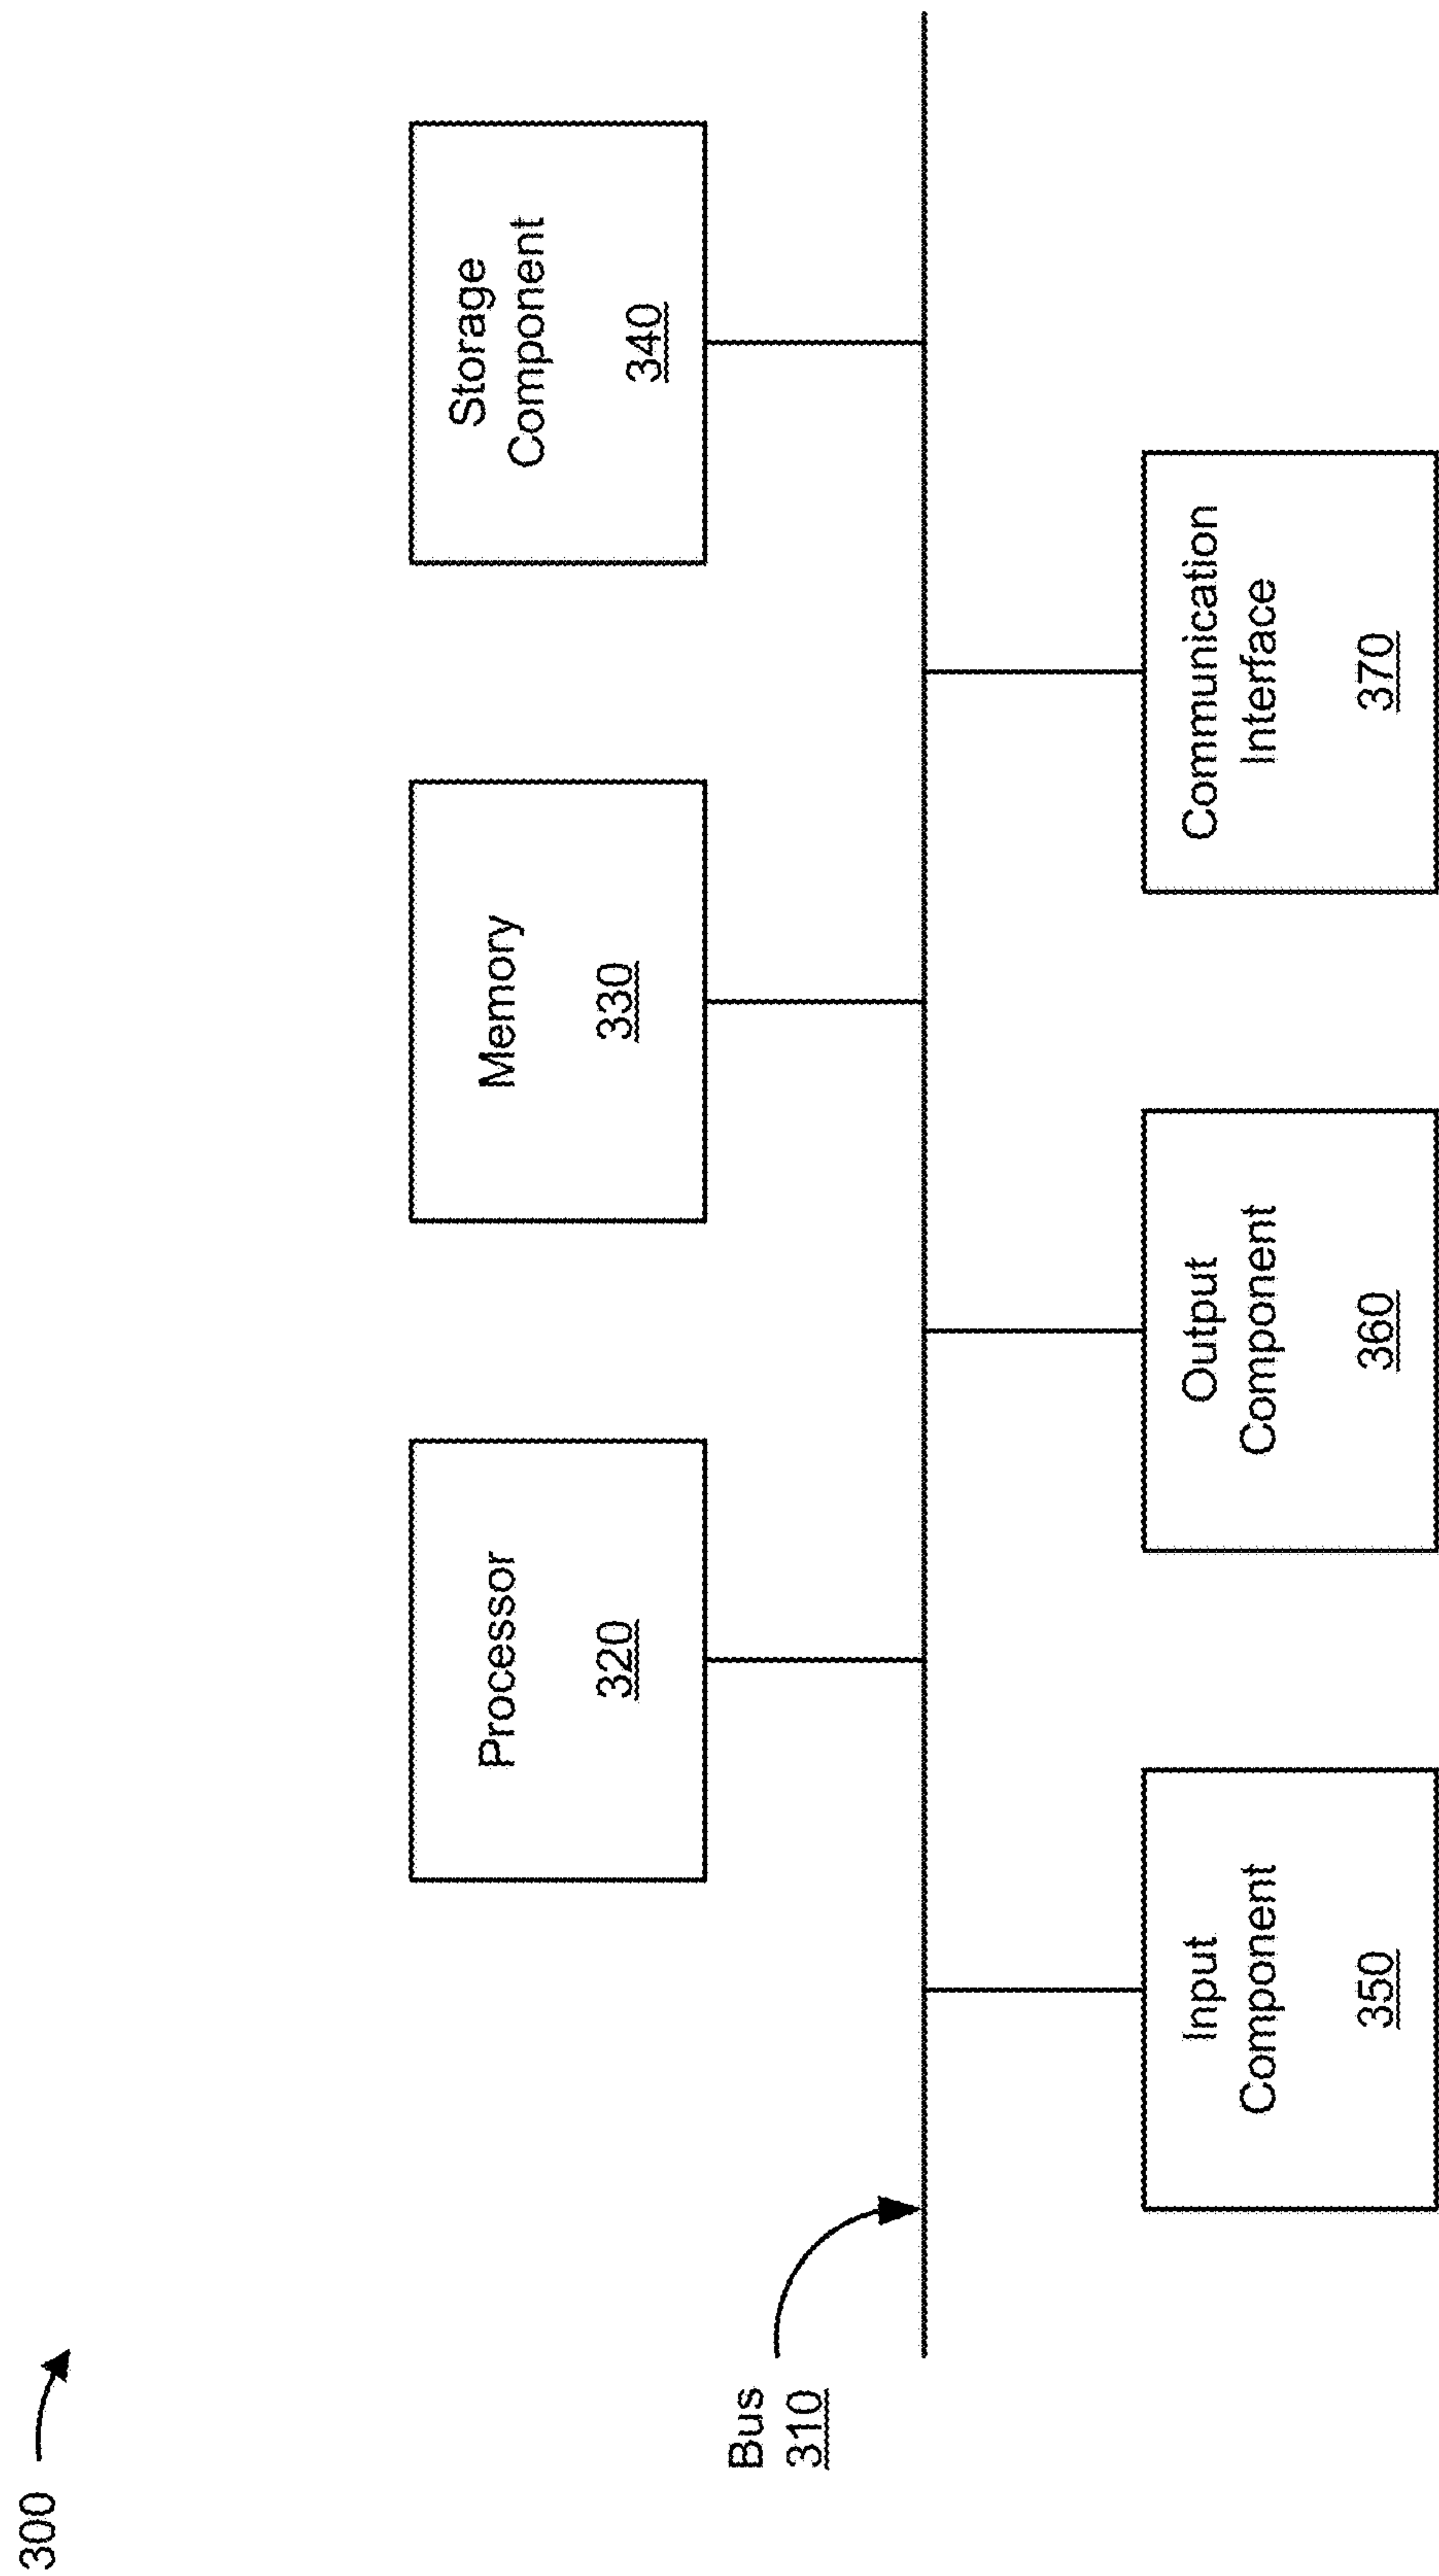 300
Processor
320
Memory
330
Storage
Component
340
Bus
310
Input
Component
350
Output
Component
360
Communication
Interface
370